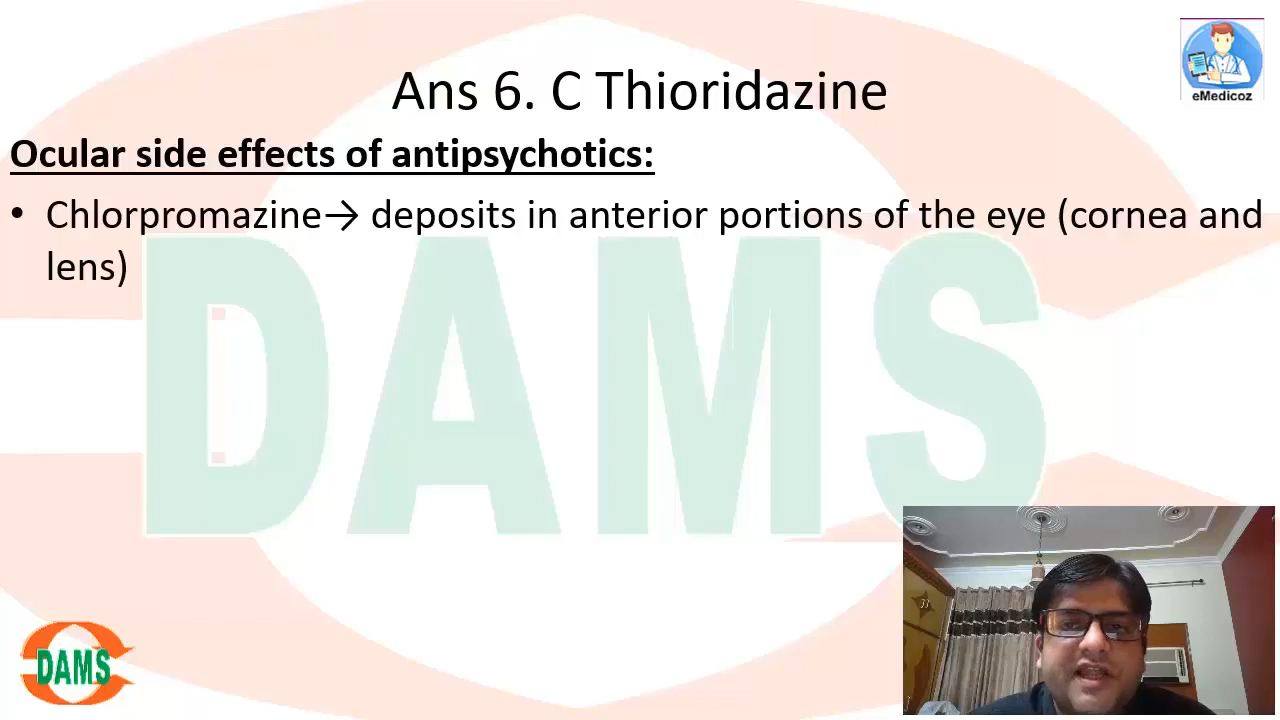 eMedicoz
Ans 6. C Thioridazine
Ocular side effects of antipsychotics:
• Chlorpromazine→ deposits in anterior portions of the eye (cornea and
lens)
DAMS
DAMS